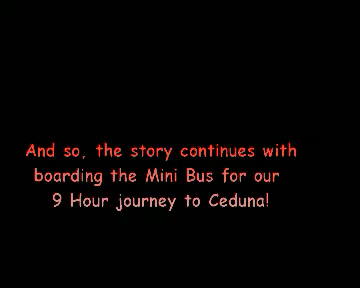 And so, the story continues with
boarding the Mini Bus for our
9 Hour journey to Ceduna!